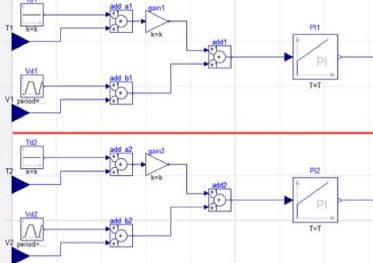 add_a1
gain1
k=k
T1
k=k
add1
PI1
PI
T=T
Vd1
add_b1
V1
period=...
Td2
add_a2
gain2
k=k
T2
k=k
add2
PI2
PI
T=T
Vd2
add_b2
V2
period=...